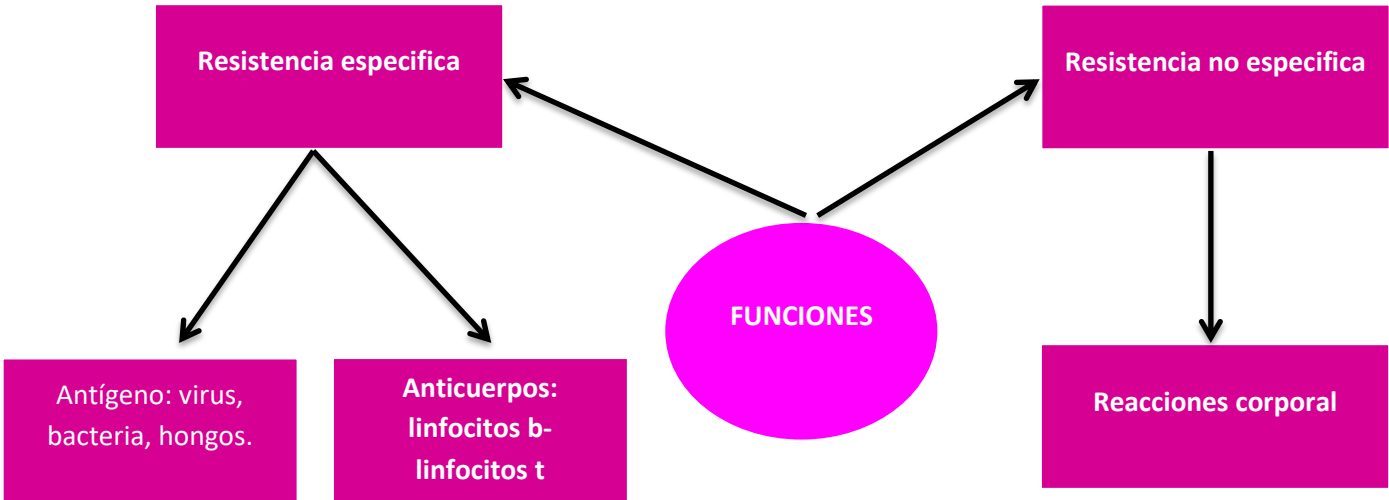 Resistencia especifica
Resistencia no especifica
FUNCIONES
Antígeno: virus,
bacteria, hongos.
Anticuerpos:
linfocitos b-
linfocitos t
Reacciones corporal